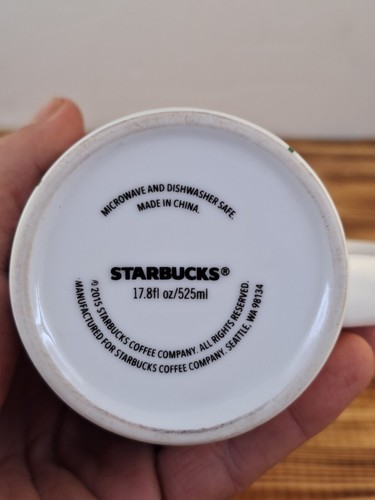 MICROWAVE AND DISHWASHER SAFE.
MADE IN CHINA.
STARBUCKS®
17.8fl oz/525ml
© 2015 STARBUCKS COFFEE COMPANY. ALL RIGHTS RESERVED.
MANUFACTURED FOR STARBUCKS COFFEE COMPANY. SEATTLE, WA 98134